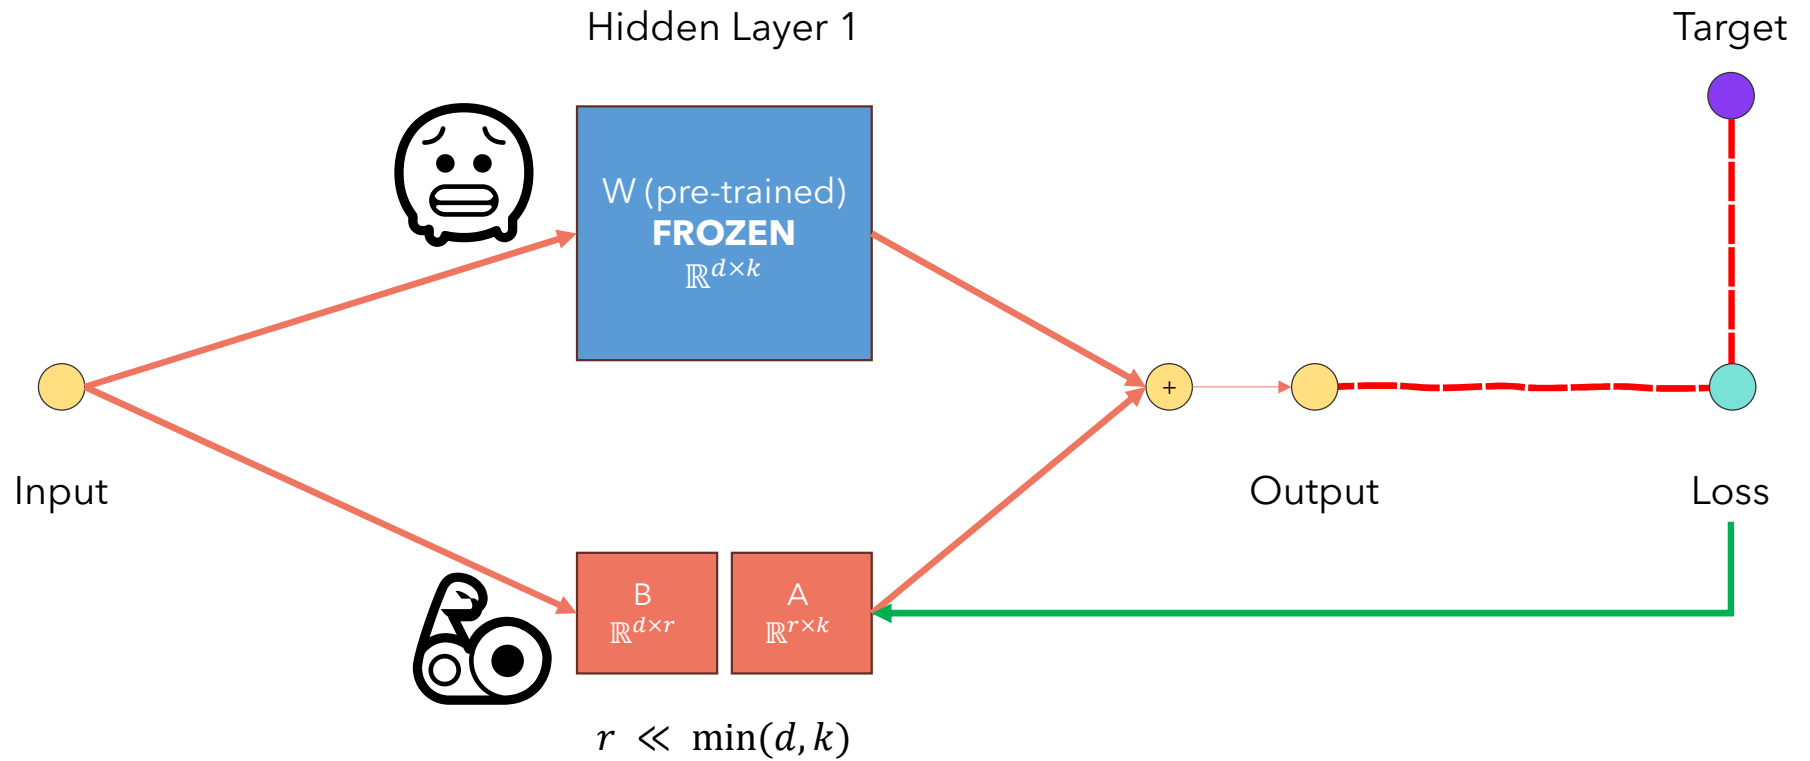 Hidden Layer 1
Target
W (pre-trained)
FROZEN
ℝ^{d×k}
+
Input
Output
Loss
B
ℝ^{d×r}
A
ℝ^{r×k}
r ≪ min(d, k)